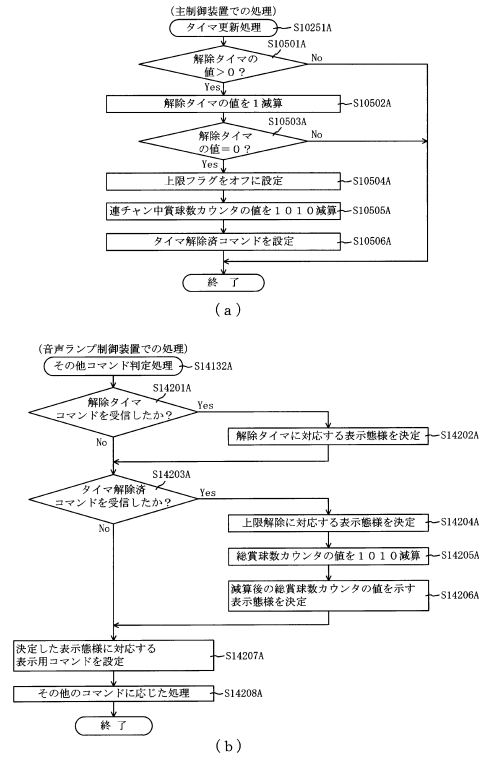 (主制御装置での処理)
タイマ更新処理
S10251A
S10501A
解除タイマの
値＞０？
No
Yes
解除タイマの値を１減算
S10502A
S10503A
解除タイマ
の値＝０？
No
Yes
上限フラグをオフに設定
S10504A
連チャン中賞球数カウンタの値を１０１０減算
S10505A
タイマ解除済コマンドを設定
S10506A
終 了
(ａ)
(音声ランプ制御装置での処理)
その他コマンド判定処理
S14132A
S14201A
解除タイマ
コマンドを受信したか？
Yes
No
解除タイマに対応する表示態様を決定
S14202A
S14203A
タイマ解除済
コマンドを受信したか？
Yes
No
上限解除に対応する表示態様を決定
S14204A
総賞球数カウンタの値を１０１０減算
S14205A
減算後の総賞球数カウンタの値を示す
表示態様を決定
S14206A
決定した表示態様に対応する
表示用コマンドを設定
S14207A
その他のコマンドに応じた処理
S14208A
終 了
(ｂ)